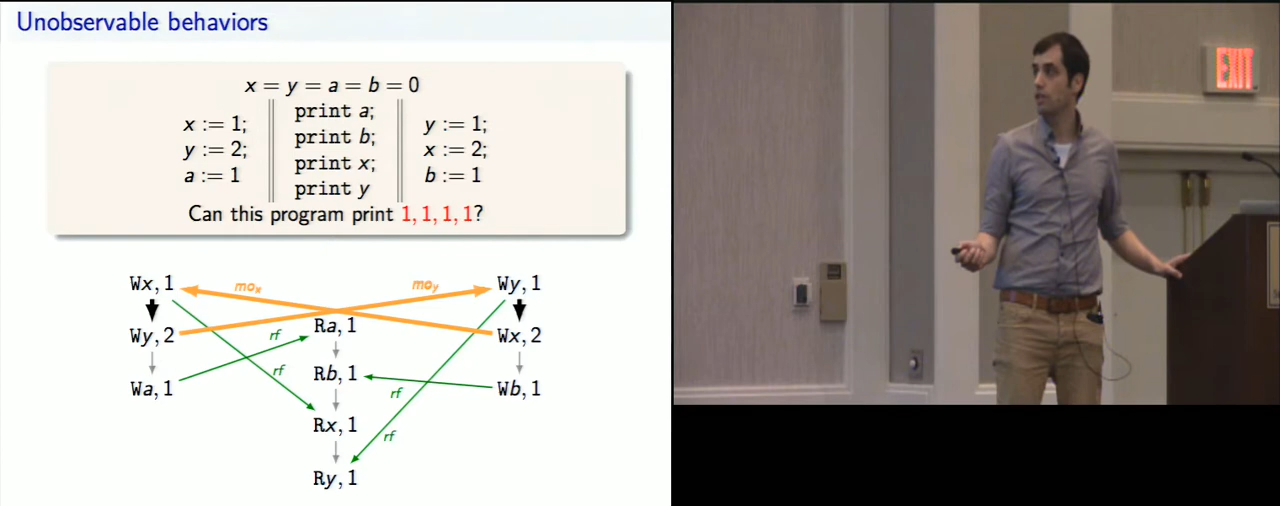 Unobservable behaviors
x = y = a = b = 0
x := 1;
y := 2;
a := 1
print a;
print b;
print x;
print y
y := 1;
x := 2;
b := 1
Can this program print 1, 1, 1, 1?
Wx, 1
mox
moy
Wy, 1
Wy, 2
rf
Ra, 1
Wx, 2
Wa, 1
rf
Rb, 1
rf
Wb, 1
Rx, 1
rf
Ry, 1
EXIT